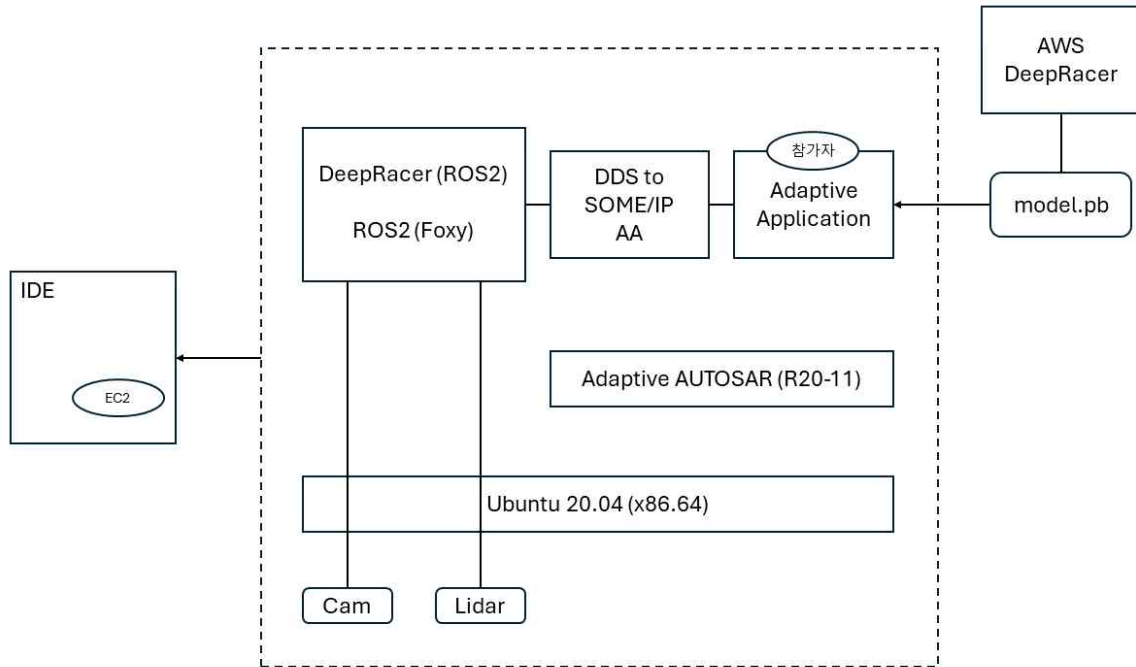 AWS
DeepRacer
참가자
DeepRacer (ROS2)
ROS2 (Foxy)
DDS to
SOME/IP
AA
Adaptive
Application
model.pb
IDE
EC2
Adaptive AUTOSAR (R20-11)
Ubuntu 20.04 (x86.64)
Cam
Lidar